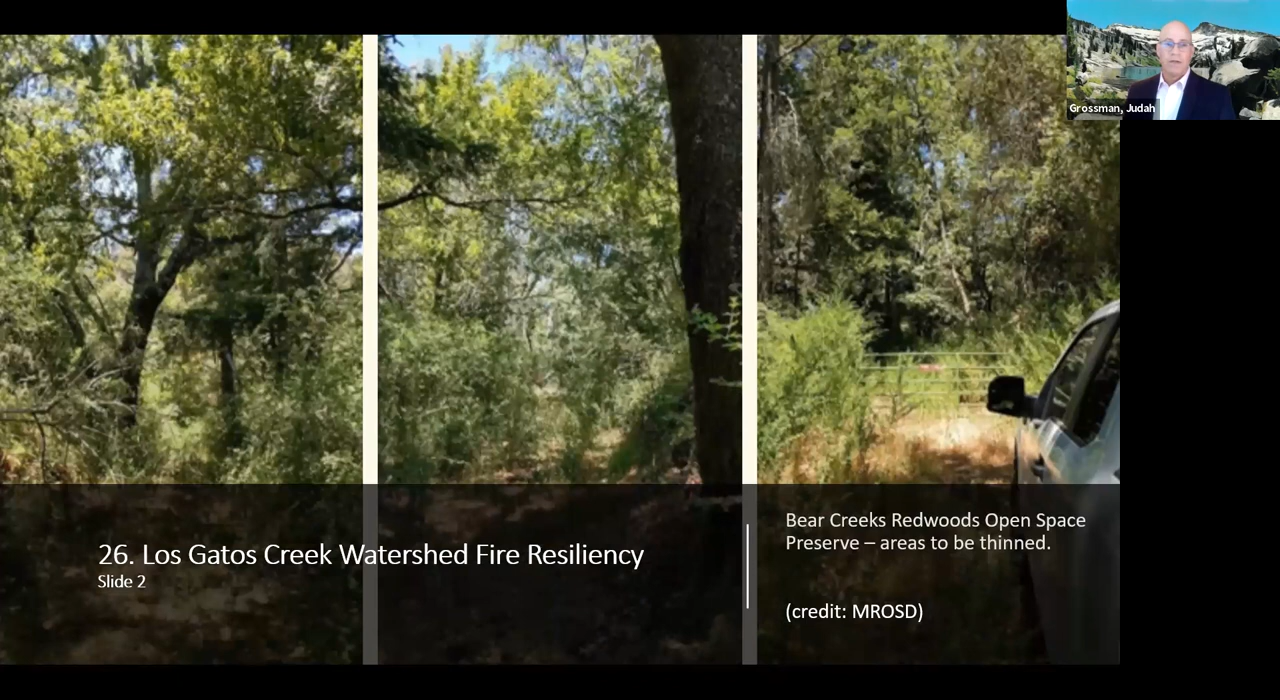 Grossman, Judah
26. Los Gatos Creek Watershed Fire Resiliency
Slide 2
Bear Creeks Redwoods Open Space
Preserve – areas to be thinned.
(credit: MROSD)